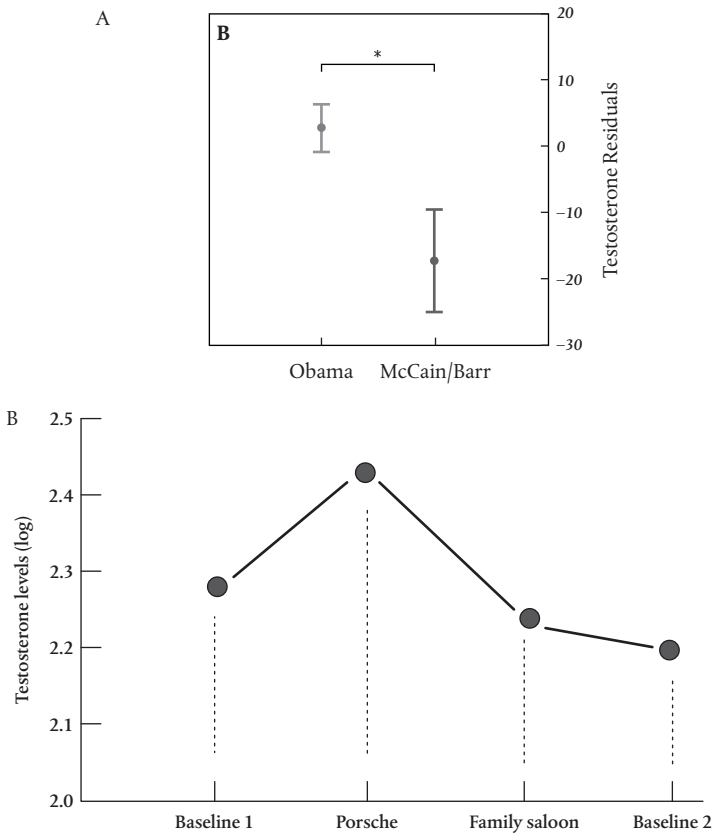 A
B
*
20
10
0
–10
–20
–30
Testosterone Residuals
Obama McCain/Barr
B
2.5
2.4
2.3
2.2
2.1
2.0
Testosterone levels (log)
Baseline 1 Porsche Family saloon Baseline 2